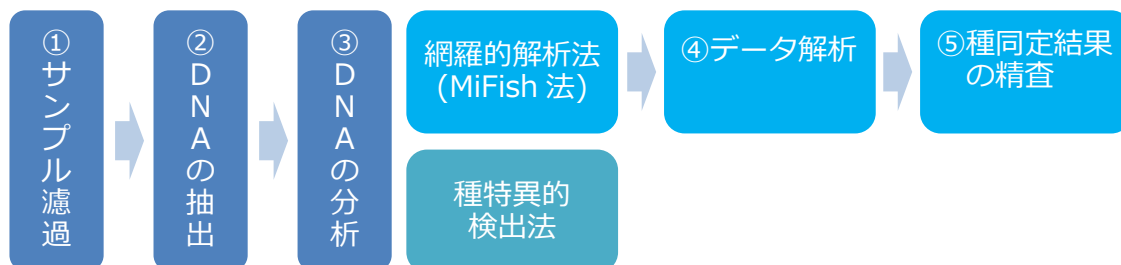 ①サンプル濾過
②DNAの抽出
③DNAの分析
網羅的解析法
(MiFish 法)
種特異的
検出法
④データ解析
⑤種同定結果
の精査